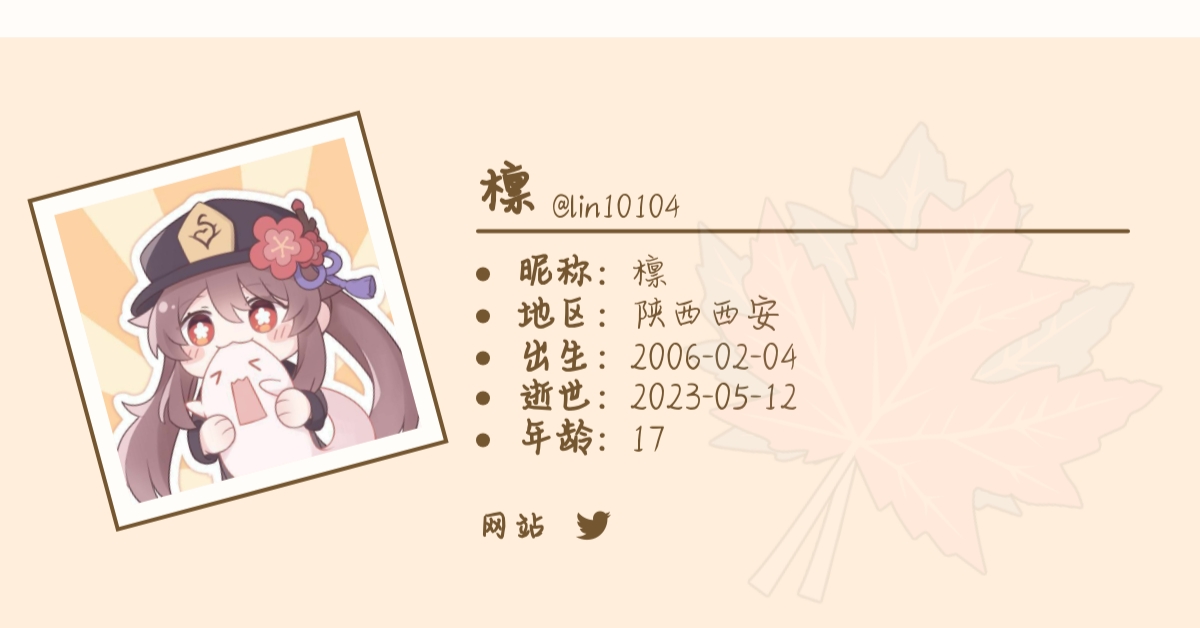 檩 @lin10104
昵称：檩
地区：陕西西安
出生：2006-02-04
逝世：2023-05-12
年龄：17
网站